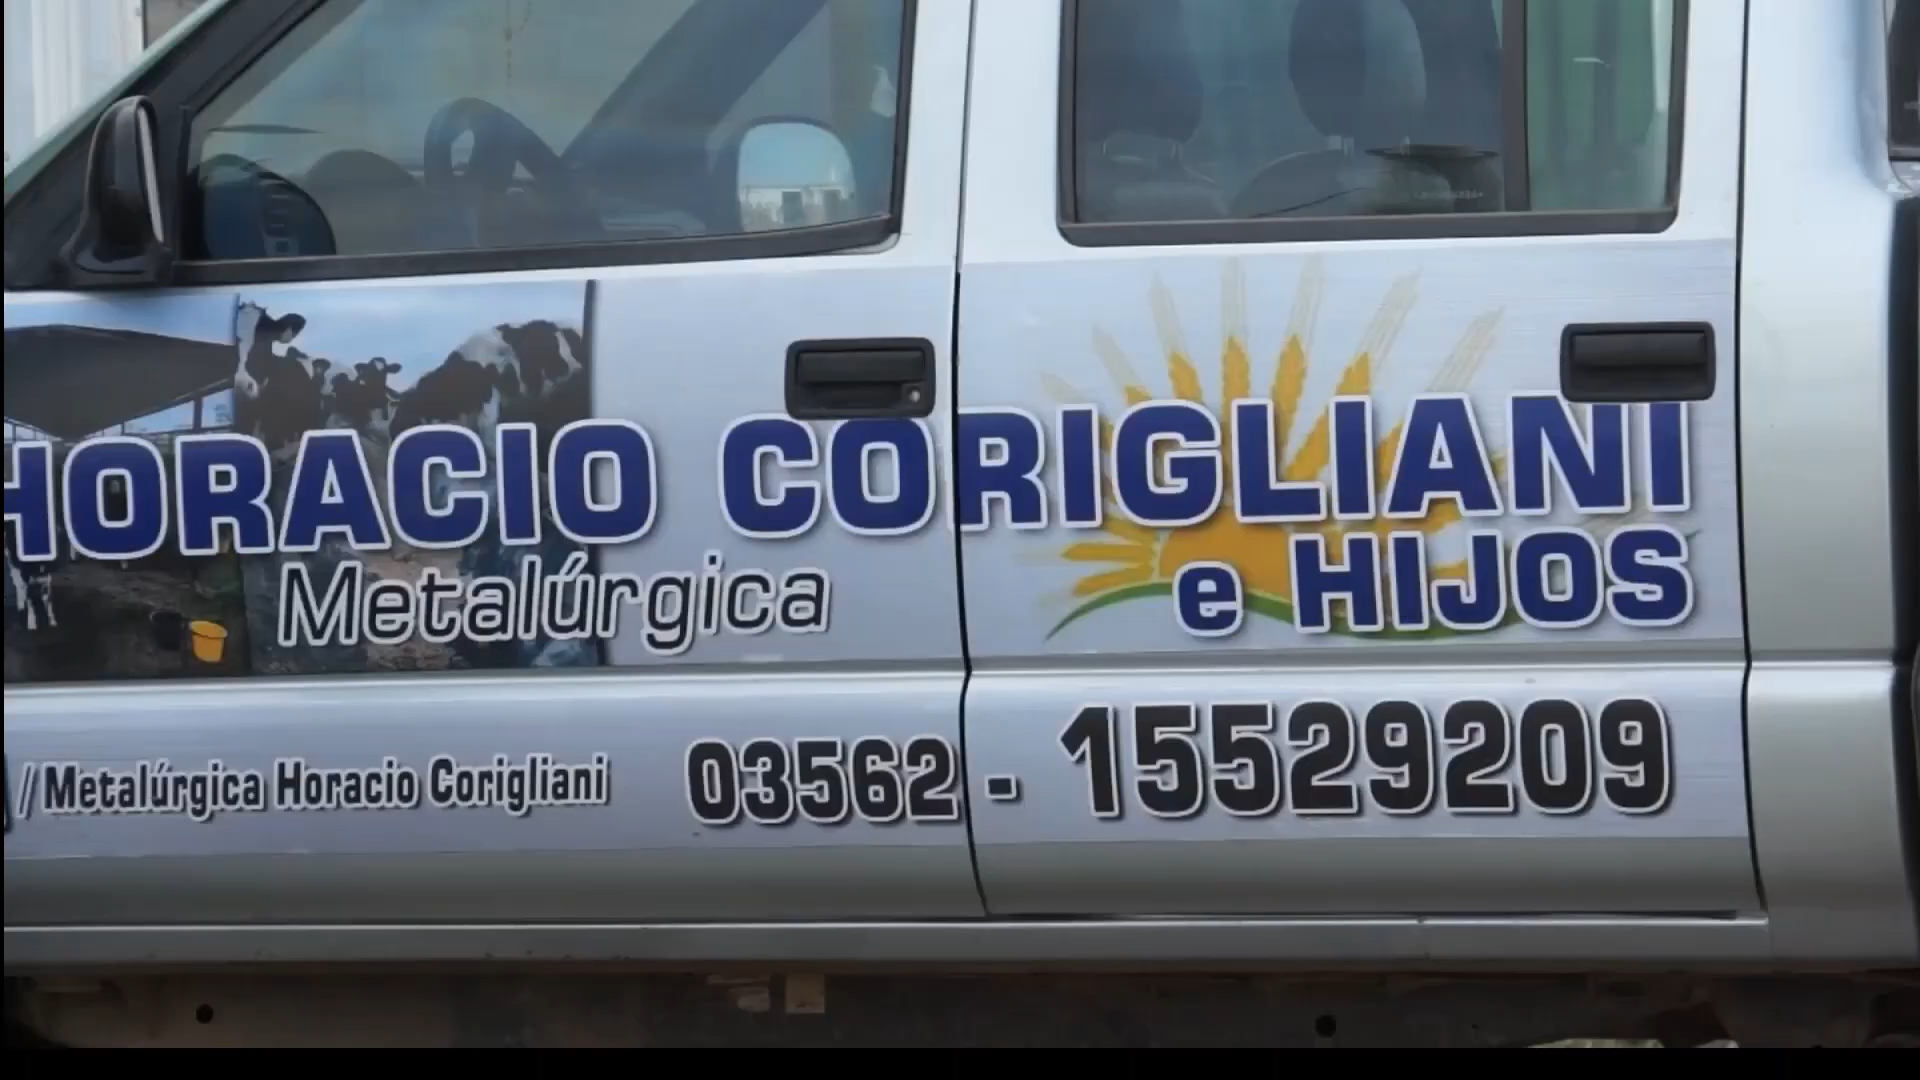 HORACIO CORIGLIANI
Metalúrgica
e HIJOS
/ Metalúrgica Horacio Corigliani
03562 - 15529209